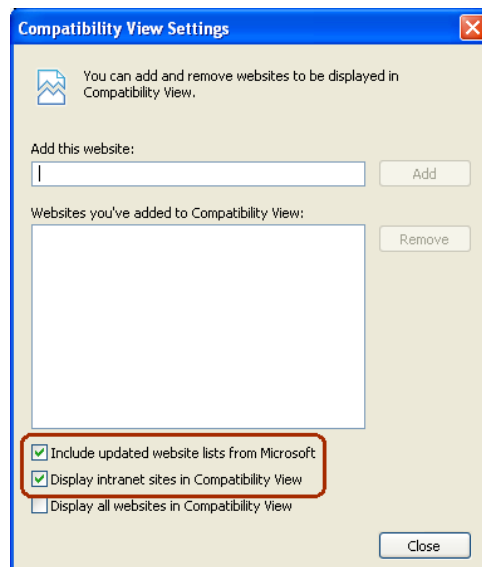 Compatibility View Settings
You can add and remove websites to be displayed in
Compatibility View.
Add this website:
Add
Websites you've added to Compatibility View:
Remove
Include updated website lists from Microsoft
Display intranet sites in Compatibility View
Display all websites in Compatibility View
Close